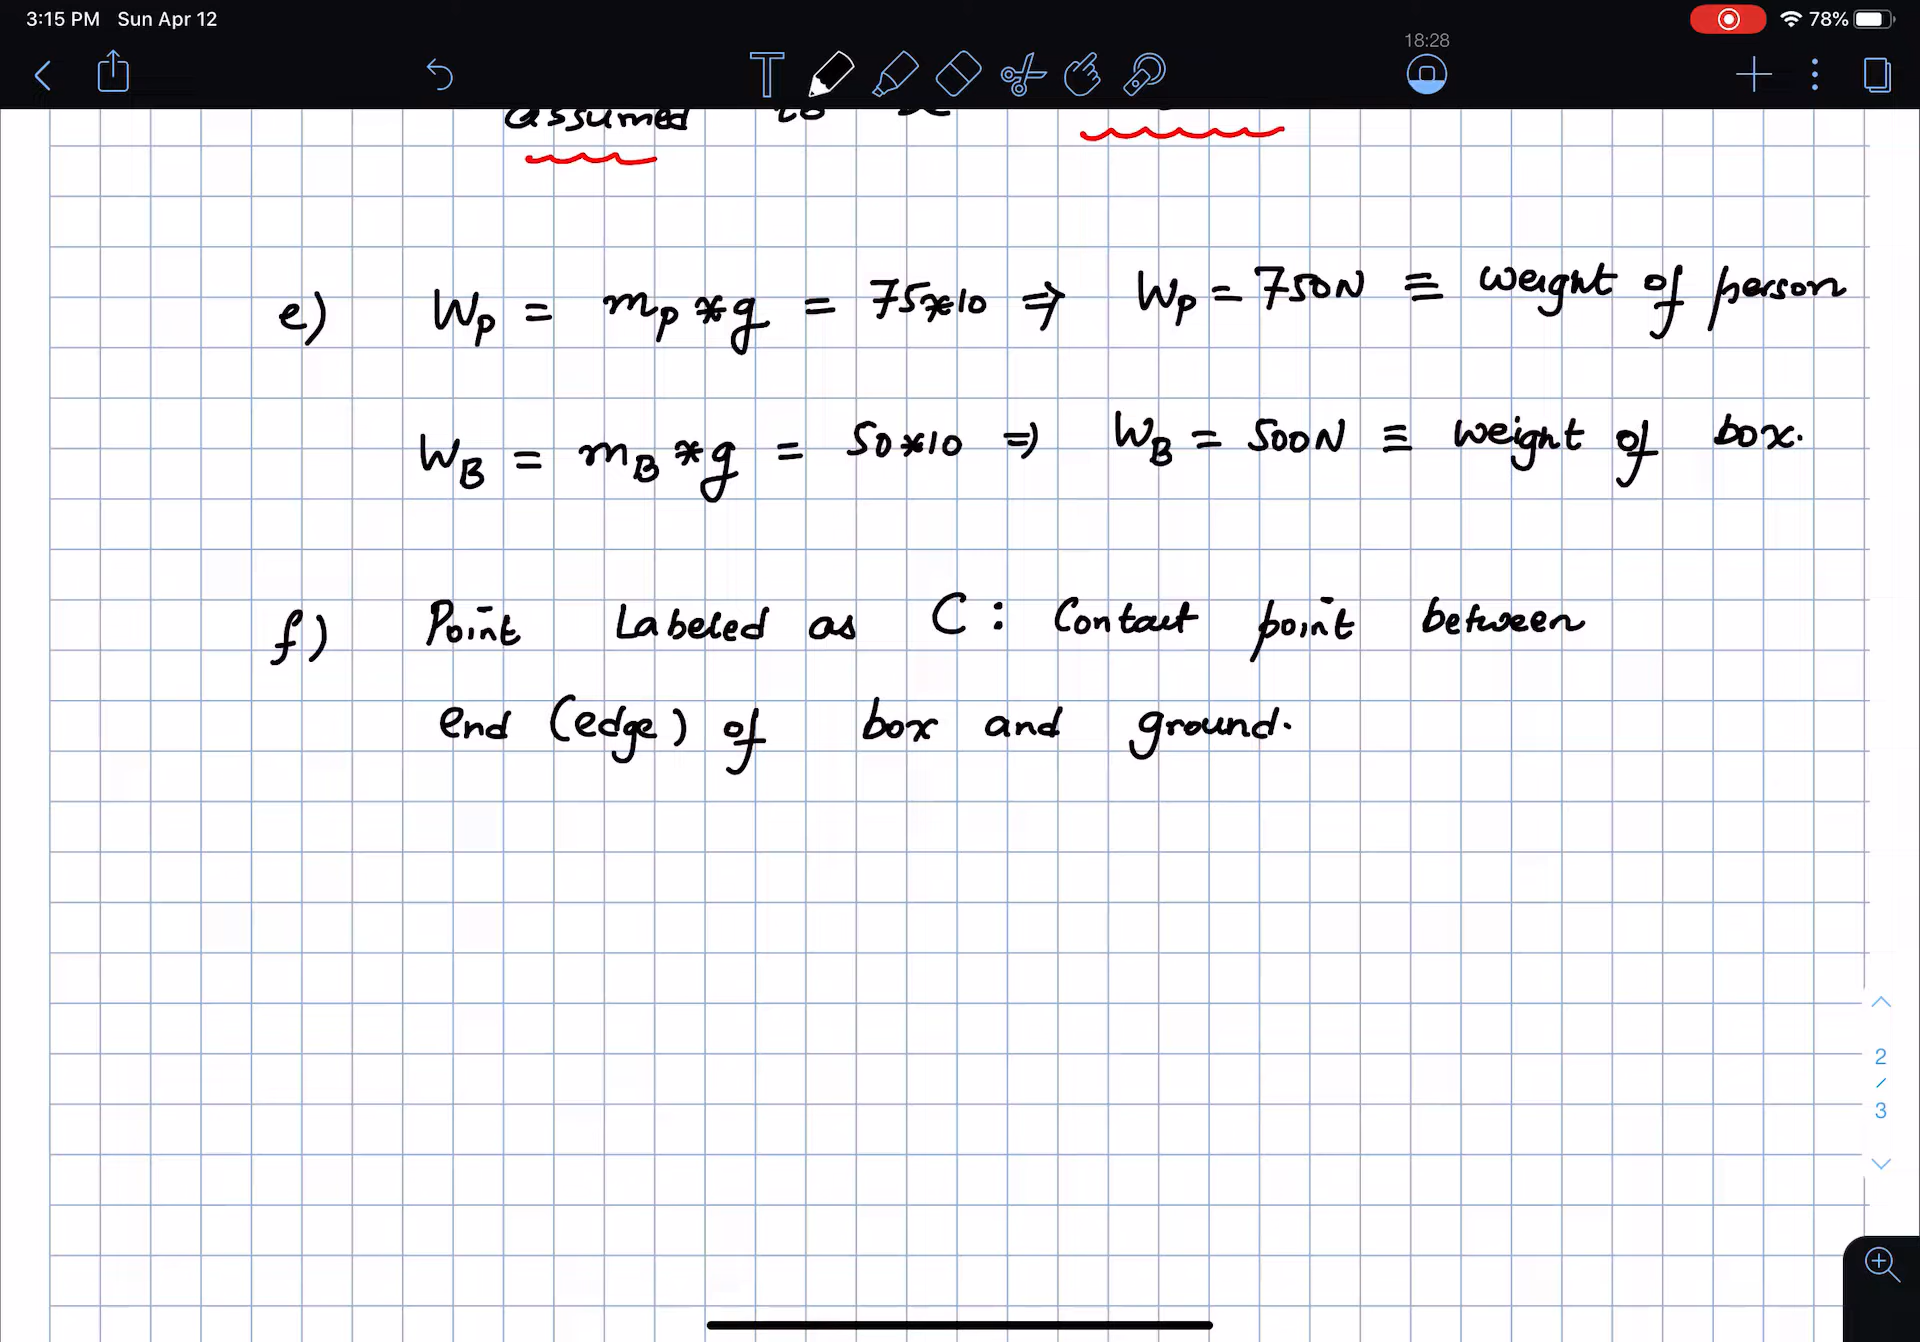 3:15 PM Sun Apr 12
78%
18:28
assumed to
e) Wp = mp * g = 75*10 ⇒ Wp = 750N ≡ weight of person
WB = mB * g = 50*10 ⇒ WB = 500N ≡ weight of box.
f) Point Labeled as C : Contact point between
end (edge) of box and ground.
2
/
3